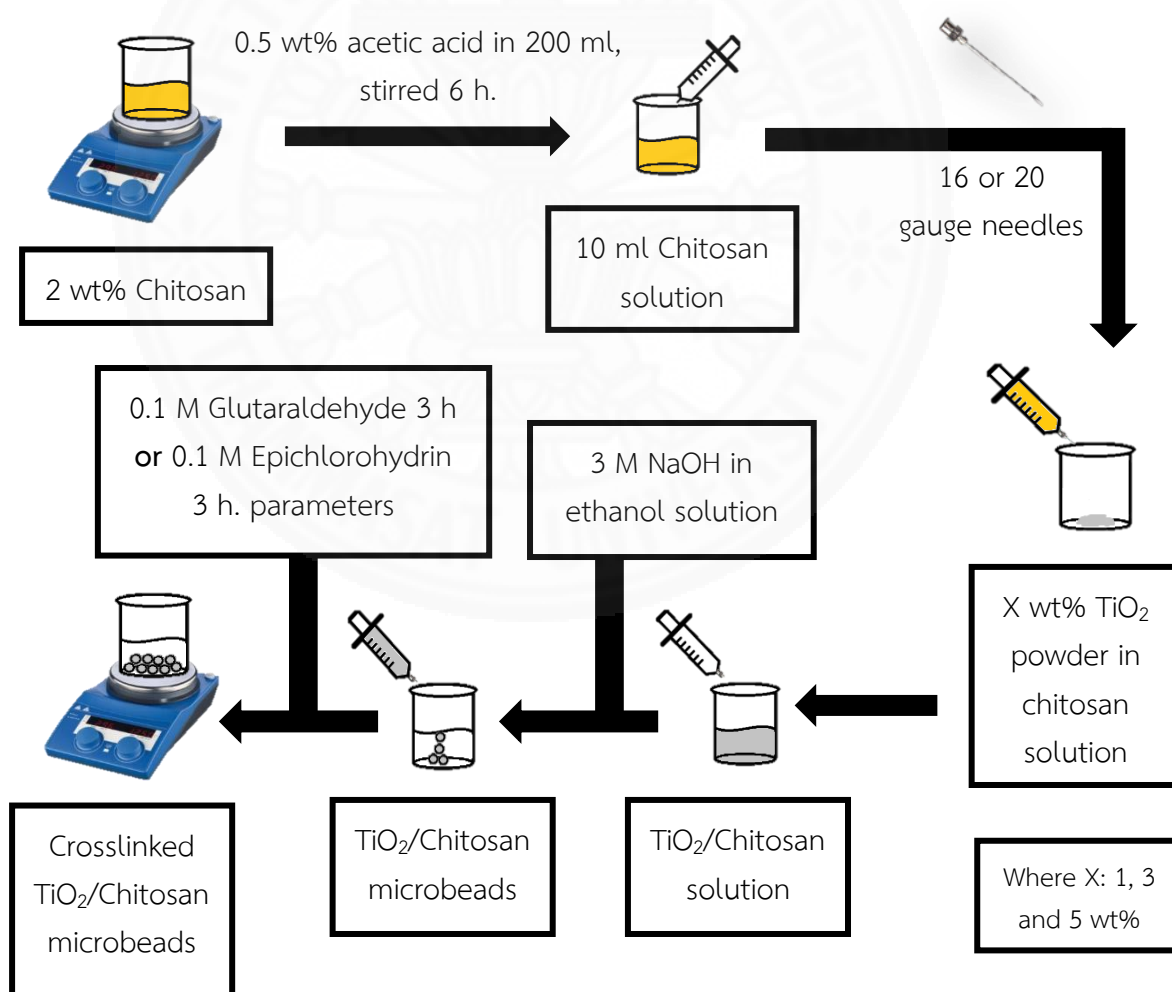 0.5 wt% acetic acid in 200 ml,
stirred 6 h.
2 wt% Chitosan
10 ml Chitosan
solution
16 or 20
gauge needles
X wt% TiO₂
powder in
chitosan
solution
Where X: 1, 3
and 5 wt%
TiO₂/Chitosan
solution
3 M NaOH in
ethanol solution
TiO₂/Chitosan
microbeads
0.1 M Glutaraldehyde 3 h
or 0.1 M Epichlorohydrin
3 h. parameters
Crosslinked
TiO₂/Chitosan
microbeads